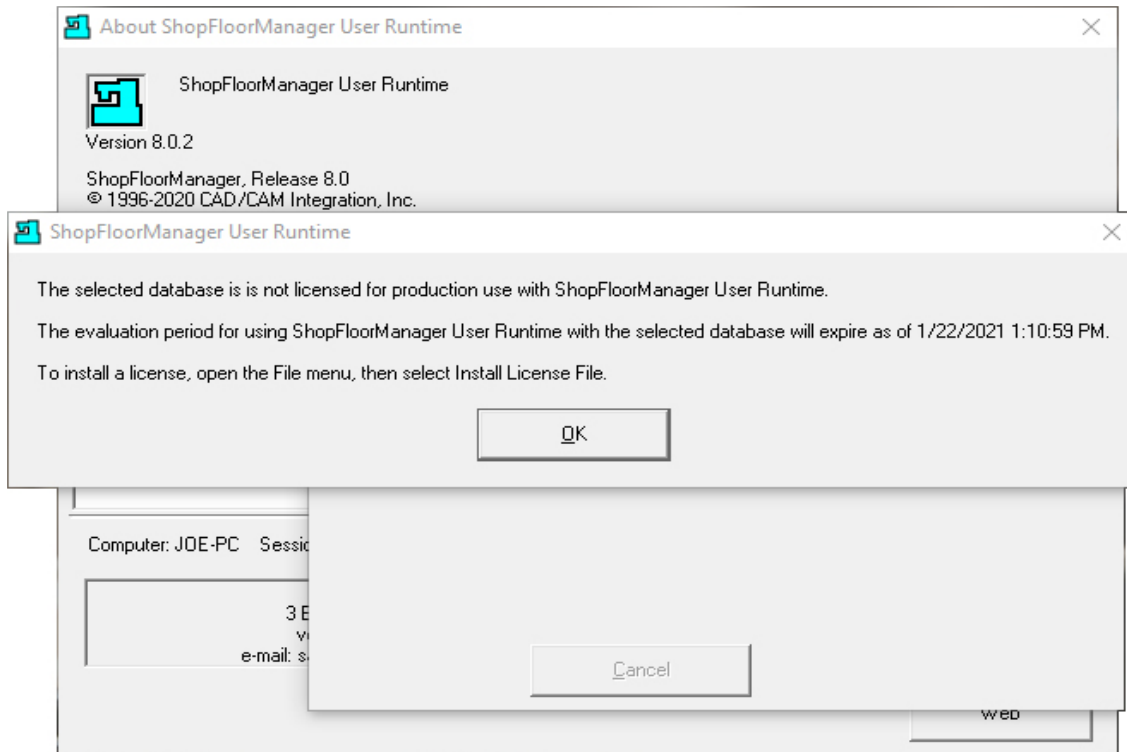 About ShopFloorManager User Runtime
ShopFloorManager User Runtime
Version 8.0.2
ShopFloorManager, Release 8.0
© 1996-2020 CAD/CAM Integration, Inc.
ShopFloorManager User Runtime
The selected database is is not licensed for production use with ShopFloorManager User Runtime.
The evaluation period for using ShopFloorManager User Runtime with the selected database will expire as of 1/22/2021 1:10:59 PM.
To install a license, open the File menu, then select Install License File.
OK
Computer: JOE-PC
3
e-mail:
Cancel
Web